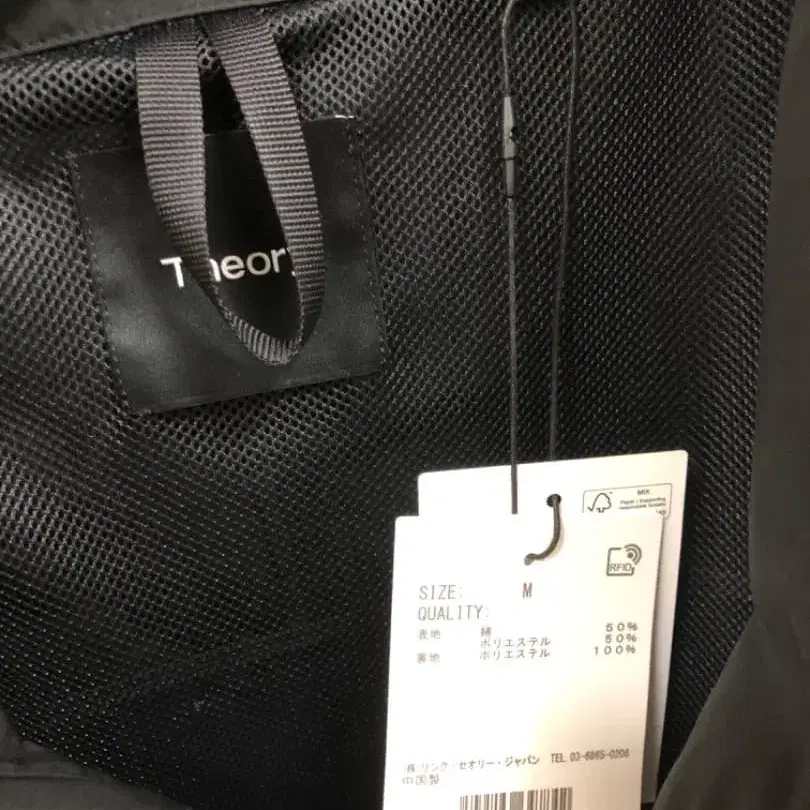 Theory
MIX
RFID
SIZE: M
QUALITY:
表地 綿 50%
ポリエステル 50%
裏地 ポリエステル 100%
(株)リンク・セオリー・ジャパン TEL 03-6865-0206
中国製